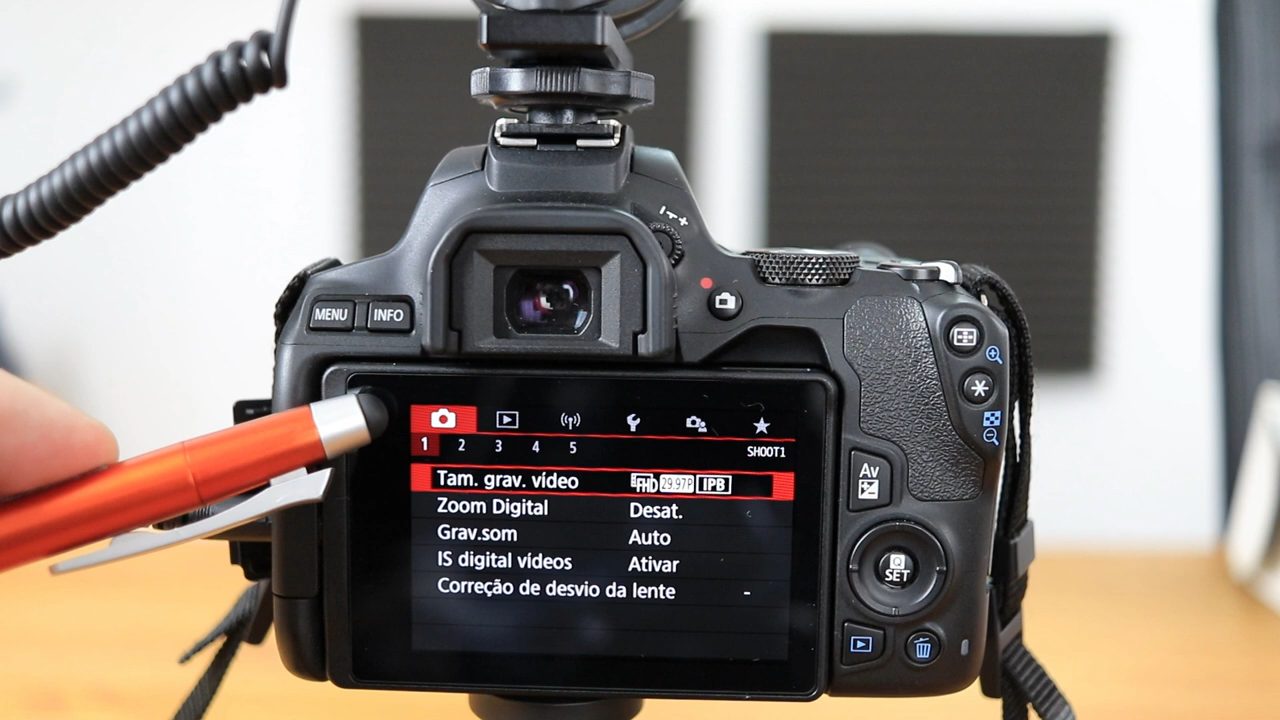 MENU INFO
1 2 3 4 5 SHOOT1
Tam. grav. vídeo FHD 29.97P IPB
Zoom Digital Desat.
Grav.som Auto
IS digital vídeos Ativar
Correção de desvio da lente -
Av
Q
SET